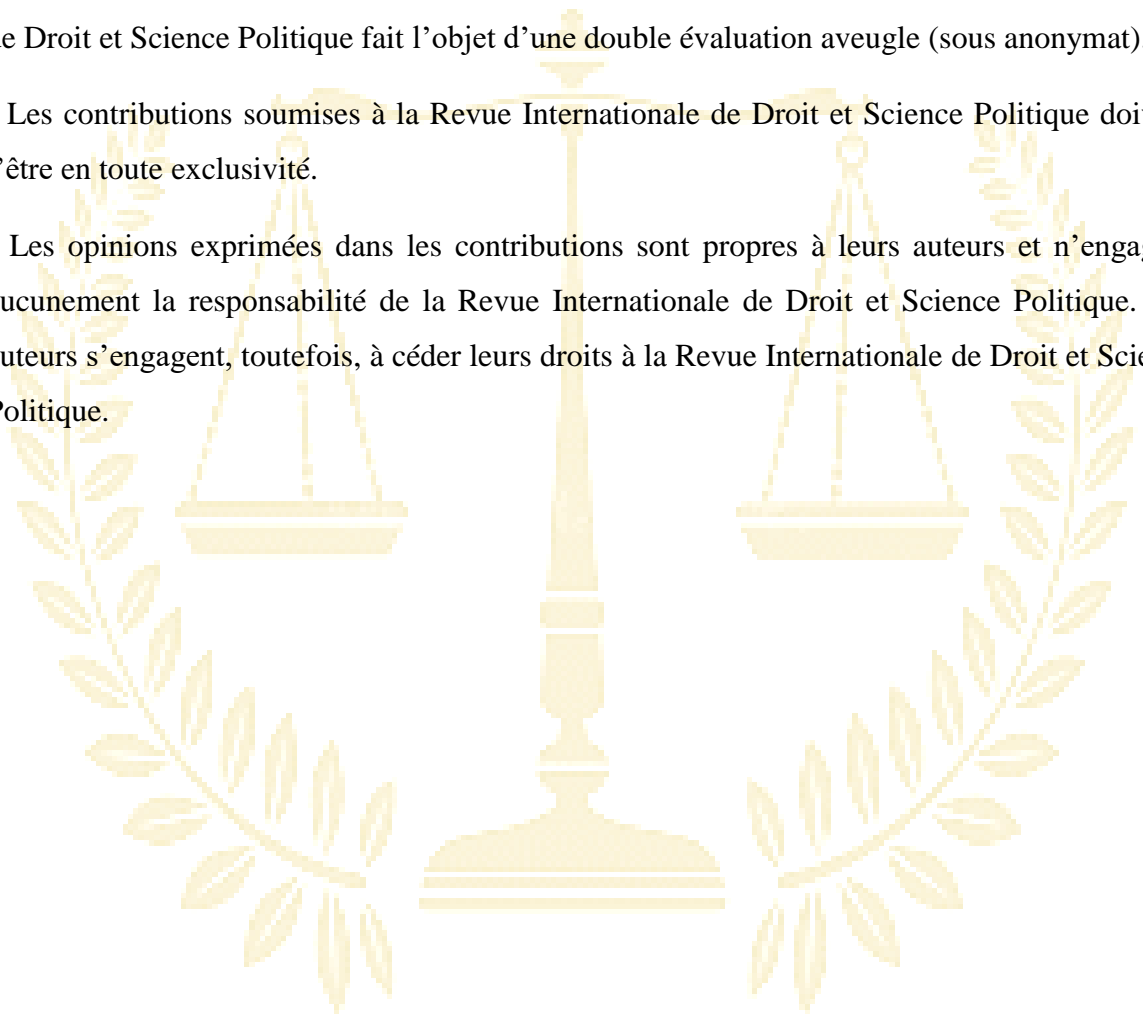 de Droit et Science Politique fait l’objet d’une double évaluation aveugle (sous anonymat)
Les contributions soumises à la Revue Internationale de Droit et Science Politique doi
l’être en toute exclusivité.
Les opinions exprimées dans les contributions sont propres à leurs auteurs et n’engag
ucunement la responsabilité de la Revue Internationale de Droit et Science Politique.
uteurs s’engagent, toutefois, à céder leurs droits à la Revue Internationale de Droit et Scie
Politique.